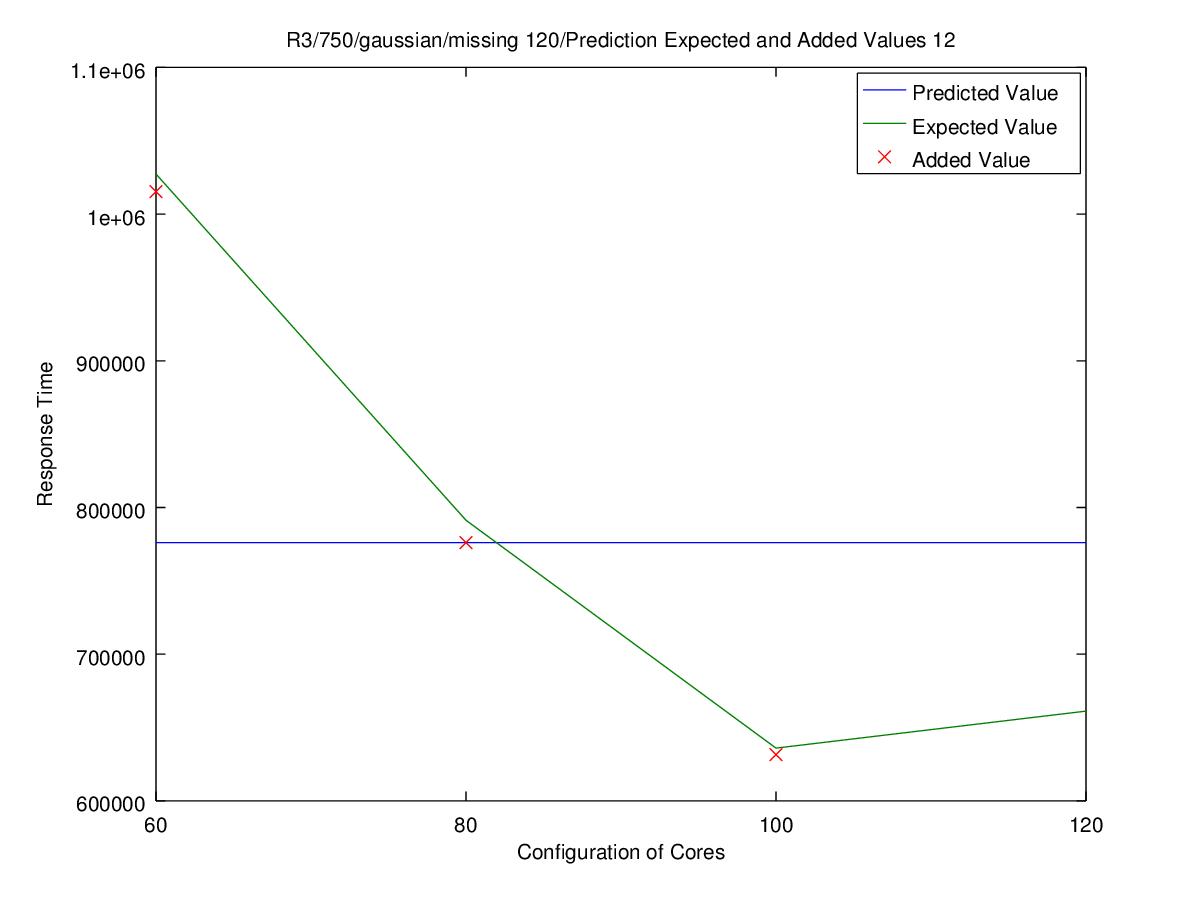 R3/750/gaussian/missing 120/Prediction Expected and Added Values 12
1.1e+06
1e+06
900000
800000
700000
600000
Response Time
Predicted Value
Expected Value
Added Value
60
80
100
120
Configuration of Cores